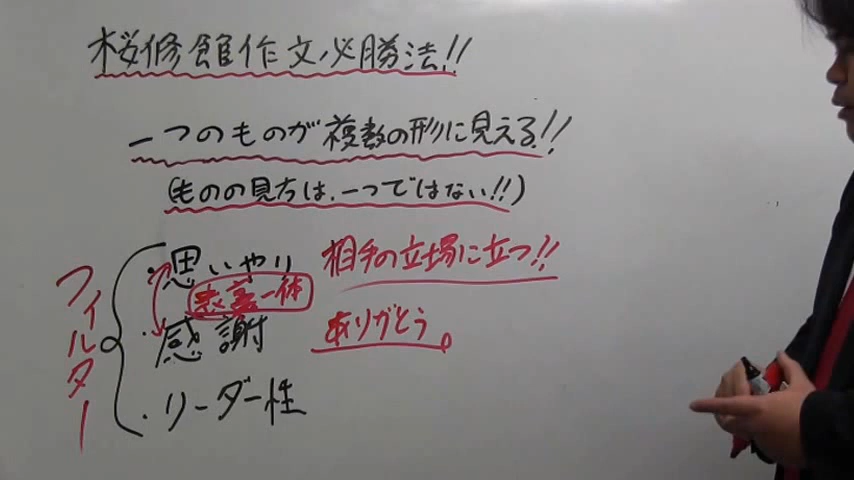 桜修館作文必勝法!!
一つのものが複数の形に見える!!
(ものの見方は、一つではない!!)
フィルター
・思いやり 相手の立場に立つ!!
表裏一体
・感謝 ありがとう。
・リーダー性